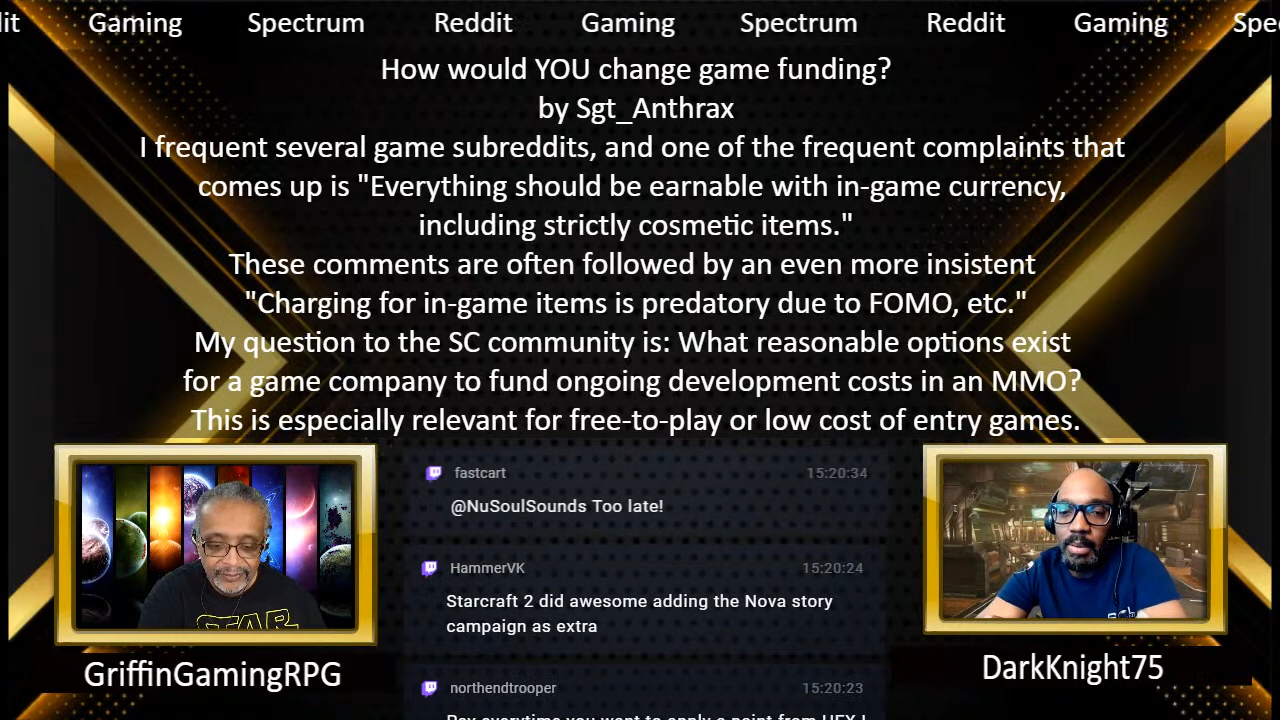 Gaming Spectrum Reddit Gaming Spectrum Reddit Gaming
How would YOU change game funding?
by Sgt_Anthrax
I frequent several game subreddits, and one of the frequent complaints that
comes up is "Everything should be earnable with in-game currency,
including strictly cosmetic items."
These comments are often followed by an even more insistent
"Charging for in-game items is predatory due to FOMO, etc."
My question to the SC community is: What reasonable options exist
for a game company to fund ongoing development costs in an MMO?
This is especially relevant for free-to-play or low cost of entry games.
fastcart 15:20:34
@NuSoulSounds Too late!
HammerVK 15:20:24
Starcraft 2 did awesome adding the Nova story
campaign as extra
northendtrooper 15:20:23
STAR
GriffinGamingRPG
DarkKnight75